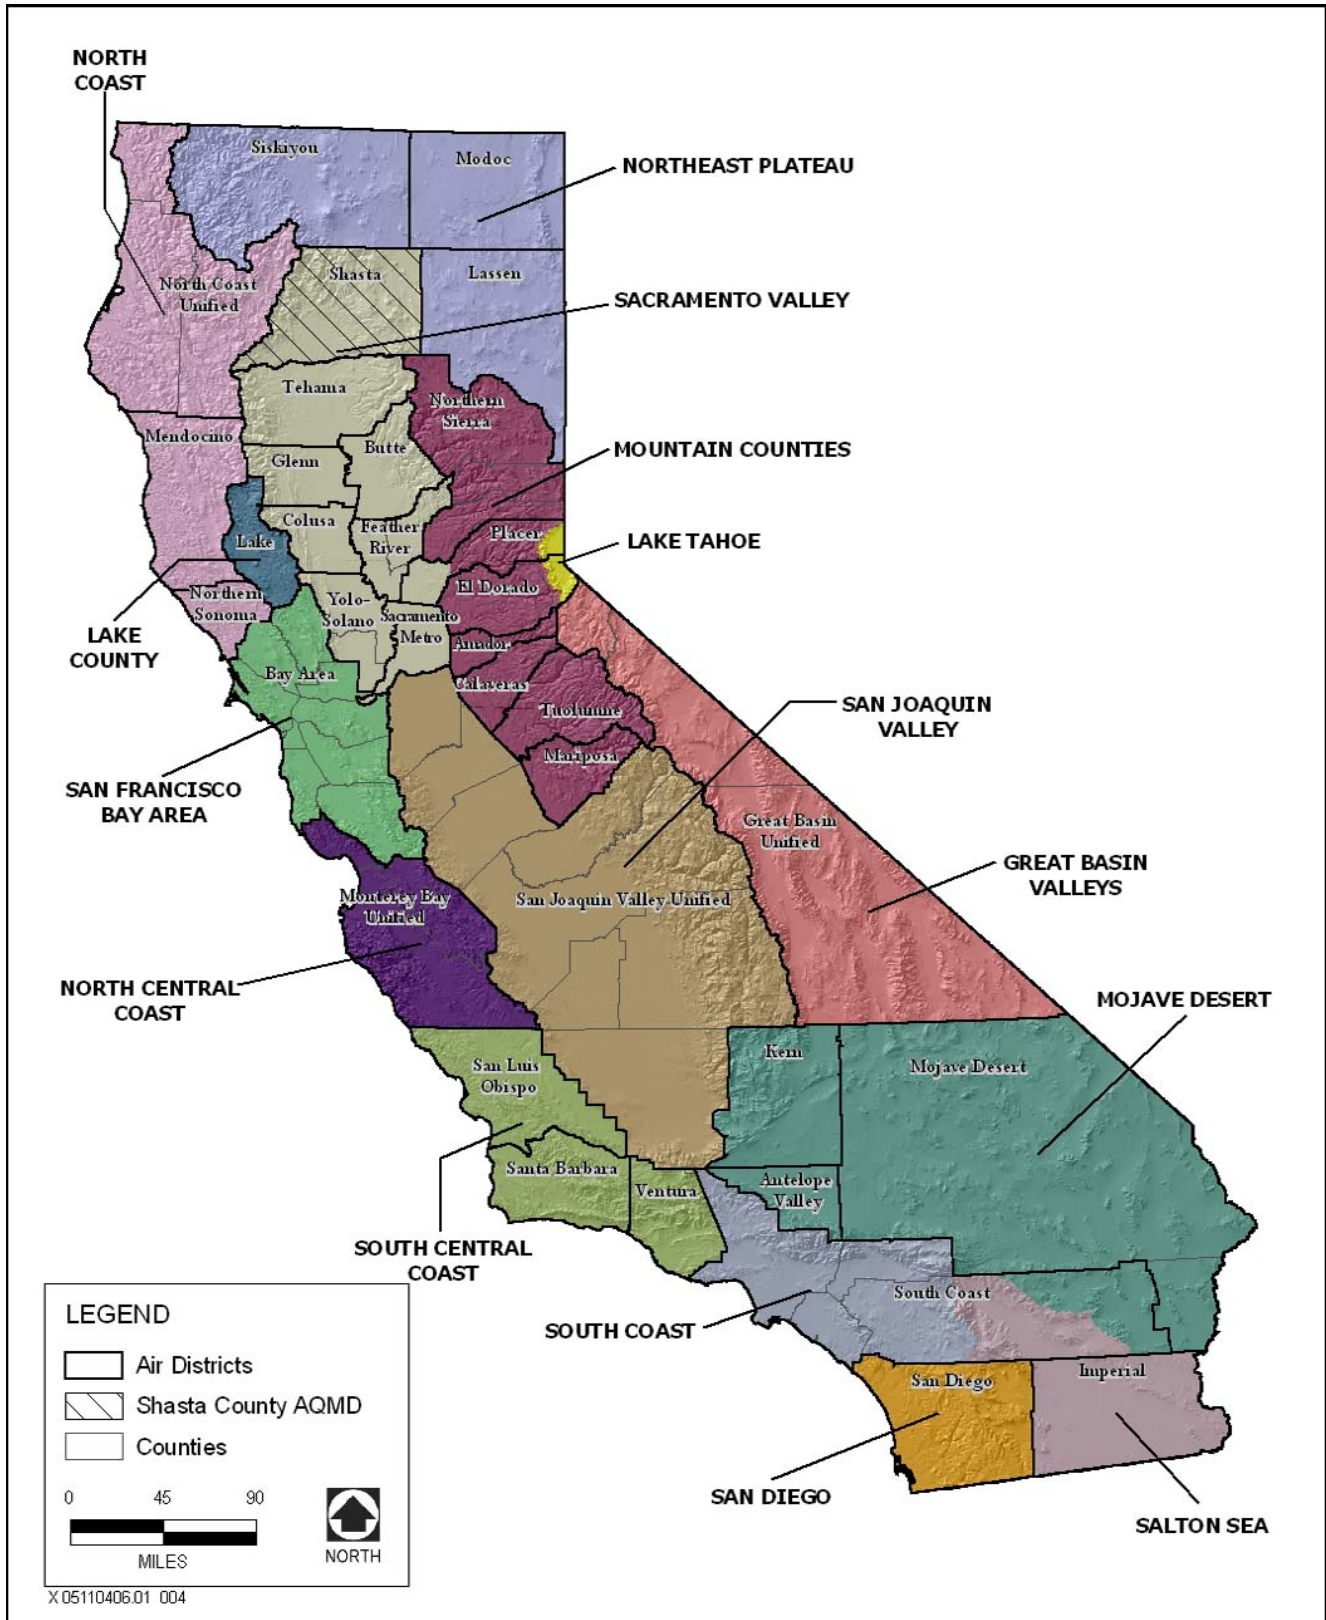 NORTH
COAST
Siskiyou
Modoc
NORTHEAST PLATEAU
Shasta
Lassen
North Coast
Unified
SACRAMENTO VALLEY
Tehama
Northern
Sierra
Mendocino
Butte
MOUNTAIN COUNTIES
Glenn
Colusa
Feather
River
Placer
LAKE TAHOE
Lake
El Dorado
Northern
Sonoma
Yolo-
Solano
Sacramento
Metro
LAKE
COUNTY
Amador
Bay Area
Calaveras
Tuolumne
SAN JOAQUIN
VALLEY
Mariposa
SAN FRANCISCO
BAY AREA
Great Basin
Unified
GREAT BASIN
VALLEYS
Monterey Bay
Unified
San Joaquin Valley Unified
NORTH CENTRAL
COAST
MOJAVE DESERT
Kern
Mojave Desert
San Luis
Obispo
Santa Barbara
Ventura
Antelope
Valley
SOUTH CENTRAL
COAST
South Coast
SOUTH COAST
San Diego
Imperial
SAN DIEGO
SALTON SEA
LEGEND
Air Districts
Shasta County AQMD
Counties
0 45 90
MILES
NORTH
X 05110406.01 004